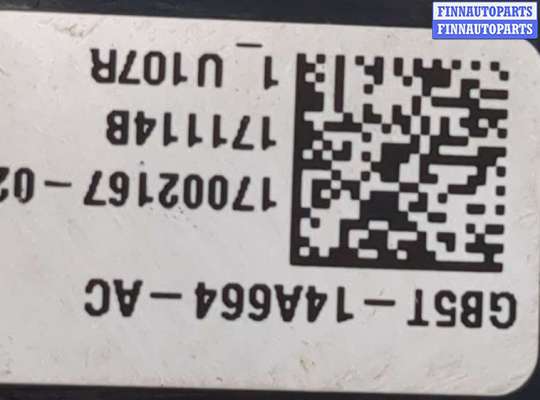 FINNAUTOPARTS
FINNAUTOPARTS
GB5T-14A664-AC
17002167-02
171114B
1_U107R